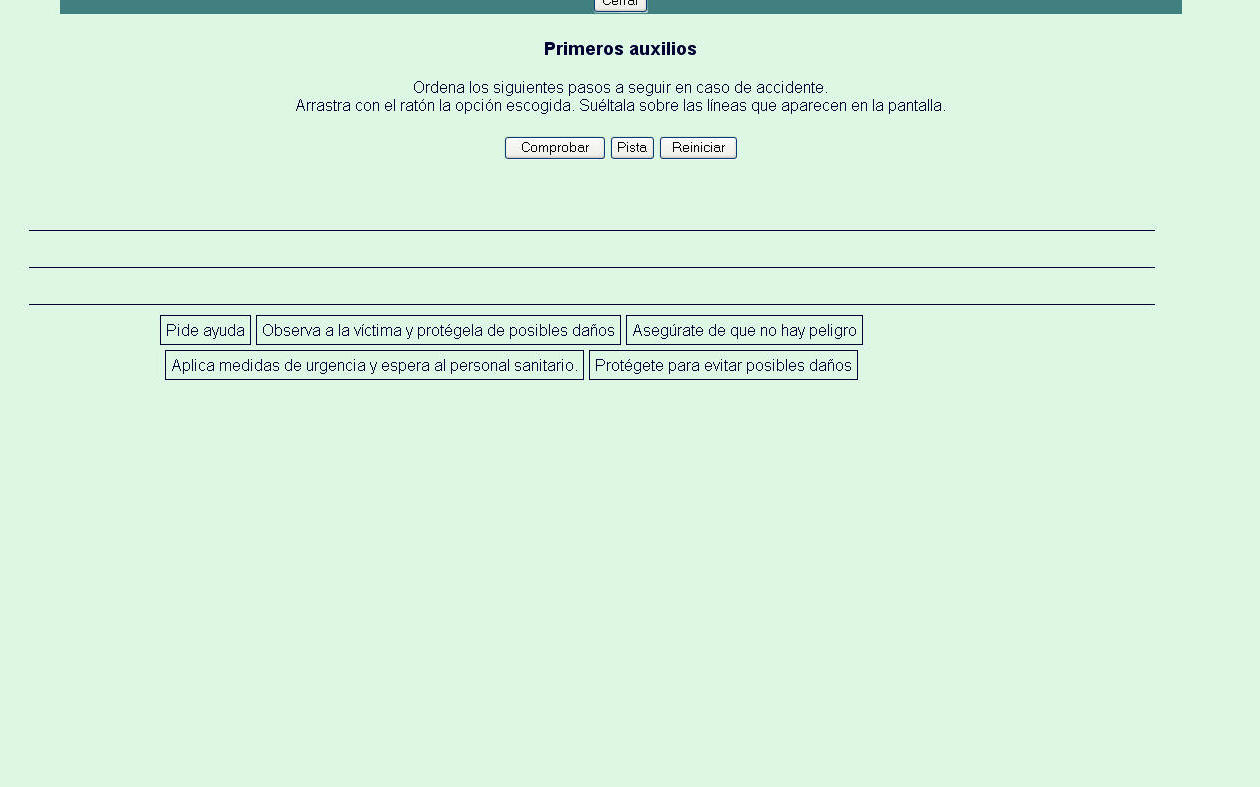 Cerrar
Primeros auxilios
Ordena los siguientes pasos a seguir en caso de accidente.
Arrastra con el ratón la opción escogida. Suéltala sobre las líneas que aparecen en la pantalla.
Comprobar Pista Reiniciar
Pide ayuda Observa a la víctima y protégela de posibles daños Asegúrate de que no hay peligro
Aplica medidas de urgencia y espera al personal sanitario. Protégete para evitar posibles daños